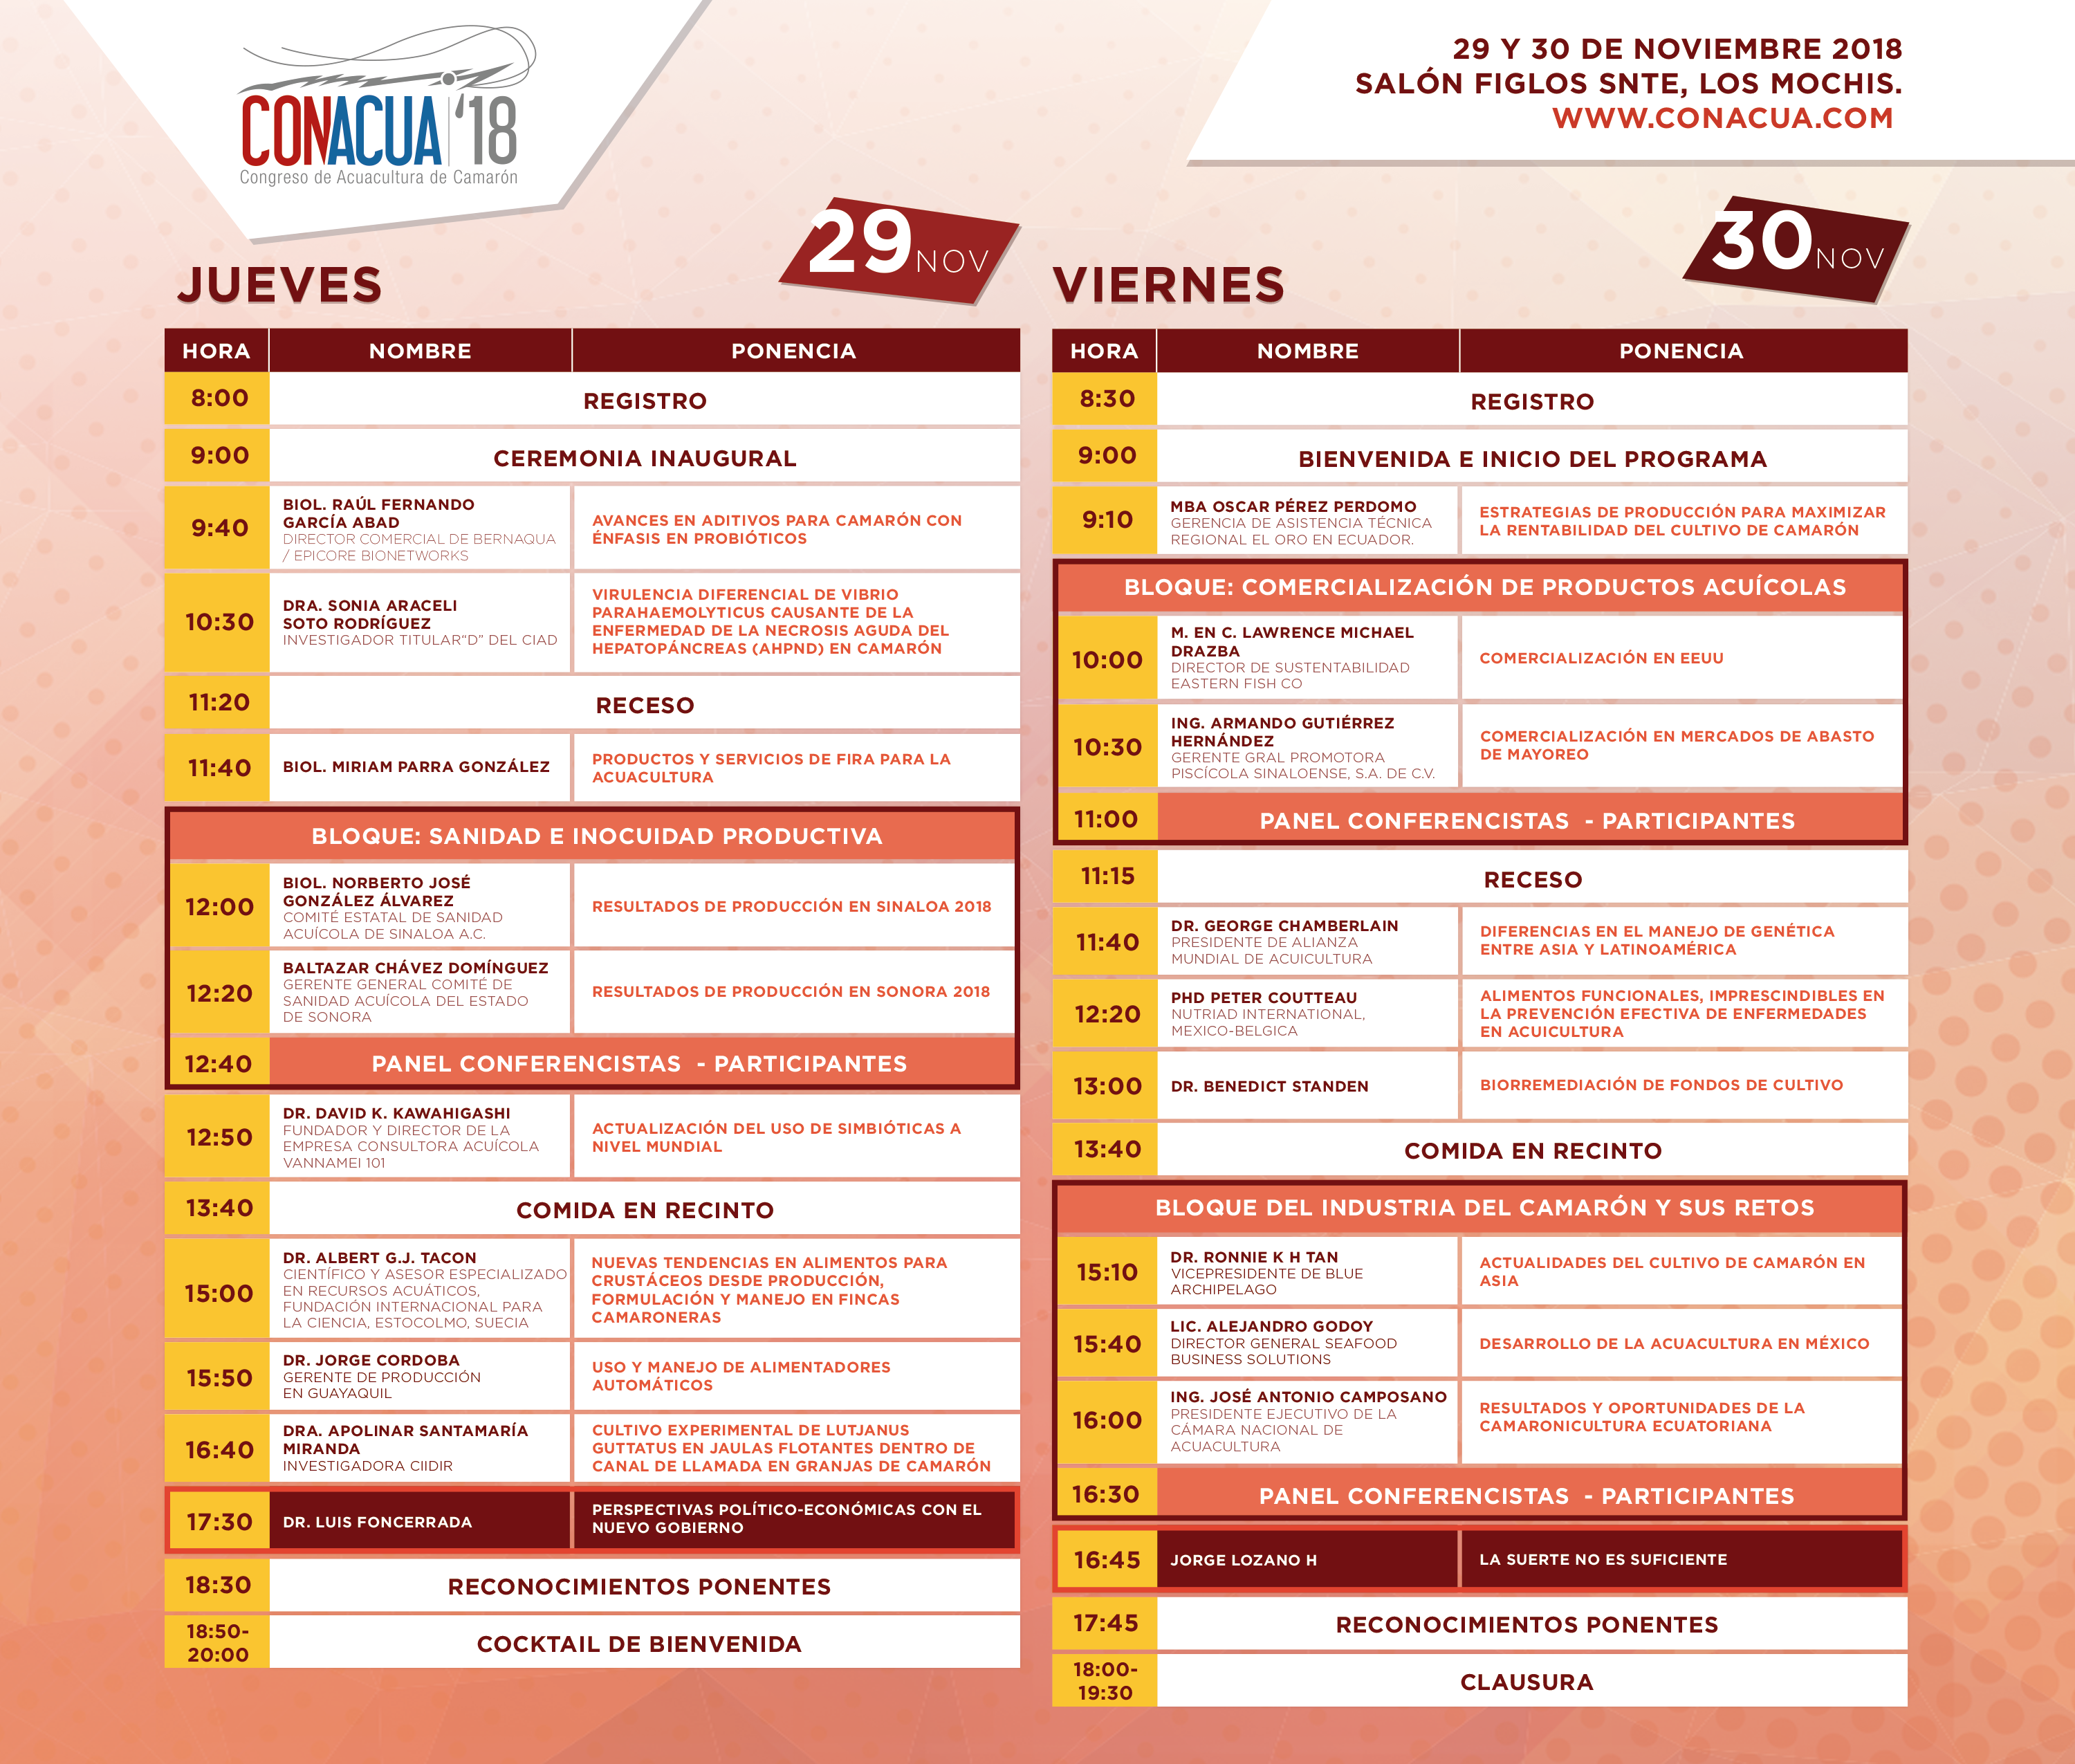 CONACUA '18
Congreso de Acuacultura de Camarón
29 Y 30 DE NOVIEMBRE 2018
SALÓN FIGLOS SNTE, LOS MOCHIS.
WWW.CONACUA.COM
JUEVES
29 NOV
HORA NOMBRE PONENCIA
8:00 REGISTRO
9:00 CEREMONIA INAUGURAL
9:40
BIOL. RAÚL FERNANDO
GARCÍA ABAD
DIRECTOR COMERCIAL DE BERNAQUA
/ EPICORE BIONETWORKS
AVANCES EN ADITIVOS PARA CAMARÓN CON
ÉNFASIS EN PROBIÓTICOS
10:30
DRA. SONIA ARACELI
SOTO RODRÍGUEZ
INVESTIGADOR TITULAR"D" DEL CIAD
VIRULENCIA DIFERENCIAL DE VIBRIO
PARAHAEMOLYTICUS CAUSANTE DE LA
ENFERMEDAD DE LA NECROSIS AGUDA DEL
HEPATOPÁNCREAS (AHPND) EN CAMARÓN
11:20 RECESO
11:40
BIOL. MIRIAM PARRA GONZÁLEZ
PRODUCTOS Y SERVICIOS DE FIRA PARA LA
ACUACULTURA
BLOQUE: SANIDAD E INOCUIDAD PRODUCTIVA
12:00
BIOL. NORBERTO JOSÉ
GONZÁLEZ ÁLVAREZ
COMITÉ ESTATAL DE SANIDAD
ACUÍCOLA DE SINALOA A.C.
RESULTADOS DE PRODUCCIÓN EN SINALOA 2018
12:20
BALTAZAR CHÁVEZ DOMÍNGUEZ
GERENTE GENERAL COMITÉ DE
SANIDAD ACUÍCOLA DEL ESTADO
DE SONORA
RESULTADOS DE PRODUCCIÓN EN SONORA 2018
12:40 PANEL CONFERENCISTAS - PARTICIPANTES
12:50
DR. DAVID K. KAWAHIGASHI
FUNDADOR Y DIRECTOR DE LA
EMPRESA CONSULTORA ACUÍCOLA
VANNAMEI 101
ACTUALIZACIÓN DEL USO DE SIMBIÓTICAS A
NIVEL MUNDIAL
13:40 COMIDA EN RECINTO
15:00
DR. ALBERT G.J. TACON
CIENTÍFICO Y ASESOR ESPECIALIZADO
EN RECURSOS ACUÁTICOS,
FUNDACIÓN INTERNACIONAL PARA
LA CIENCIA, ESTOCOLMO, SUECIA
NUEVAS TENDENCIAS EN ALIMENTOS PARA
CRUSTÁCEOS DESDE PRODUCCIÓN,
FORMULACIÓN Y MANEJO EN FINCAS
CAMARONERAS
15:50
DR. JORGE CORDOBA
GERENTE DE PRODUCCIÓN
EN GUAYAQUIL
USO Y MANEJO DE ALIMENTADORES
AUTOMÁTICOS
16:40
DRA. APOLINAR SANTAMARÍA
MIRANDA
INVESTIGADORA CIIDIR
CULTIVO EXPERIMENTAL DE LUTJANUS
GUTTATUS EN JAULAS FLOTANTES DENTRO DE
CANAL DE LLAMADA EN GRANJAS DE CAMARÓN
17:30
DR. LUIS FONCERRADA
PERSPECTIVAS POLÍTICO-ECONÓMICAS CON EL
NUEVO GOBIERNO
18:30 RECONOCIMIENTOS PONENTES
18:50-
20:00
COCKTAIL DE BIENVENIDA
VIERNES
30 NOV
HORA NOMBRE PONENCIA
8:30 REGISTRO
9:00 BIENVENIDA E INICIO DEL PROGRAMA
9:10
MBA OSCAR PÉREZ PERDOMO
GERENCIA DE ASISTENCIA TÉCNICA
REGIONAL EL ORO EN ECUADOR.
ESTRATEGIAS DE PRODUCCIÓN PARA MAXIMIZAR
LA RENTABILIDAD DEL CULTIVO DE CAMARÓN
BLOQUE: COMERCIALIZACIÓN DE PRODUCTOS ACUÍCOLAS
10:00
M. EN C. LAWRENCE MICHAEL
DRAZBA
DIRECTOR DE SUSTENTABILIDAD
EASTERN FISH CO
COMERCIALIZACIÓN EN EEUU
10:30
ING. ARMANDO GUTIÉRREZ
HERNÁNDEZ
GERENTE GRAL PROMOTORA
PISCÍCOLA SINALOENSE, S.A. DE C.V.
COMERCIALIZACIÓN EN MERCADOS DE ABASTO
DE MAYOREO
11:00 PANEL CONFERENCISTAS - PARTICIPANTES
11:15 RECESO
11:40
DR. GEORGE CHAMBERLAIN
PRESIDENTE DE ALIANZA
MUNDIAL DE ACUICULTURA
DIFERENCIAS EN EL MANEJO DE GENÉTICA
ENTRE ASIA Y LATINOAMÉRICA
12:20
PHD PETER COUTTEAU
NUTRIAD INTERNATIONAL,
MEXICO-BELGICA
ALIMENTOS FUNCIONALES, IMPRESCINDIBLES EN
LA PREVENCIÓN EFECTIVA DE ENFERMEDADES
EN ACUICULTURA
13:00
DR. BENEDICT STANDEN
BIORREMEDIACIÓN DE FONDOS DE CULTIVO
13:40 COMIDA EN RECINTO
BLOQUE DEL INDUSTRIA DEL CAMARÓN Y SUS RETOS
15:10
DR. RONNIE K H TAN
VICEPRESIDENTE DE BLUE
ARCHIPELAGO
ACTUALIDADES DEL CULTIVO DE CAMARÓN EN
ASIA
15:40
LIC. ALEJANDRO GODOY
DIRECTOR GENERAL SEAFOOD
BUSINESS SOLUTIONS
DESARROLLO DE LA ACUACULTURA EN MÉXICO
16:00
ING. JOSÉ ANTONIO CAMPOSANO
PRESIDENTE EJECUTIVO DE LA
CÁMARA NACIONAL DE
ACUACULTURA
RESULTADOS Y OPORTUNIDADES DE LA
CAMARONICULTURA ECUATORIANA
16:30 PANEL CONFERENCISTAS - PARTICIPANTES
16:45
JORGE LOZANO H
LA SUERTE NO ES SUFICIENTE
17:45 RECONOCIMIENTOS PONENTES
18:00-
19:30
CLAUSURA